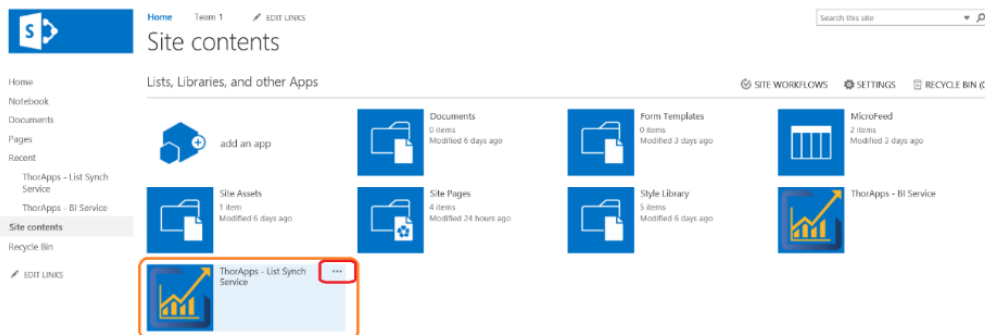 S
Home Team 1 EDIT LINKS
Search this site
Site contents
Home
Notebook
Documents
Pages
Recent
ThorApps - List Synch
Service
ThorApps - BI Service
Site contents
Recycle Bin
EDIT LINKS
Lists, Libraries, and other Apps
SITE WORKFLOWS SETTINGS RECYCLE BIN (
add an app
Documents
0 items
Modified 6 days ago
Form Templates
0 items
Modified 3 days ago
MicroFeed
2 items
Modified 3 days ago
Site Assets
1 item
Modified 6 days ago
Site Pages
4 items
Modified 24 hours ago
Style Library
5 items
Modified 6 days ago
ThorApps - BI Service
ThorApps - List Synch
Service
...